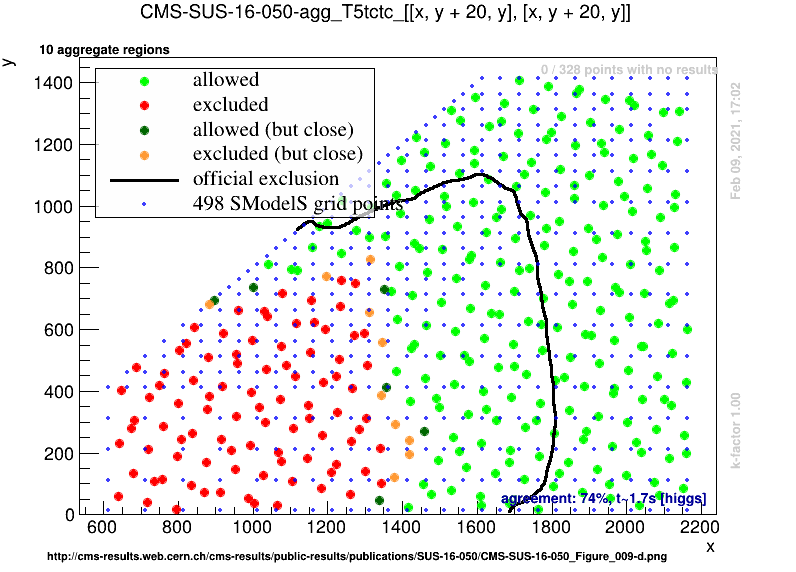 CMS-SUS-16-050-agg_T5tctc_[[x, y + 20, y], [x, y + 20, y]]
10 aggregate regions
y
0 / 328 points with no results
allowed
excluded
allowed (but close)
excluded (but close)
official exclusion
498 SModelS grid points
1400
1200
1000
800
600
400
200
0
Feb 09, 2021, 17:02
k-factor 1.00
agreement: 74%, t~1.7s [higgs]
600 800 1000 1200 1400 1600 1800 2000 2200
x
http://cms-results.web.cern.ch/cms-results/public-results/publications/SUS-16-050/CMS-SUS-16-050_Figure_009-d.png